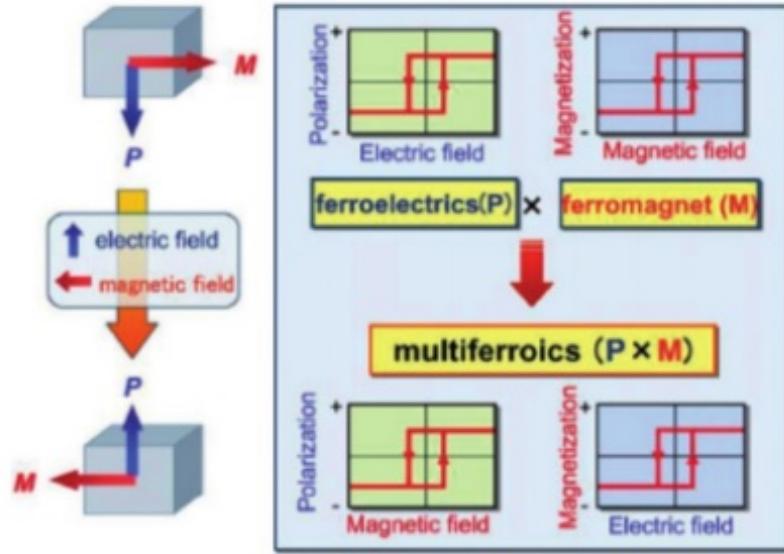 M
P
electric field
magnetic field
P
M
+
Polarization
-
Electric field
+
Magnetization
-
Magnetic field
ferroelectrics(P) × ferromagnet (M)
multiferroics (P × M)
+
Polarization
-
Magnetic field
+
Magnetization
-
Electric field